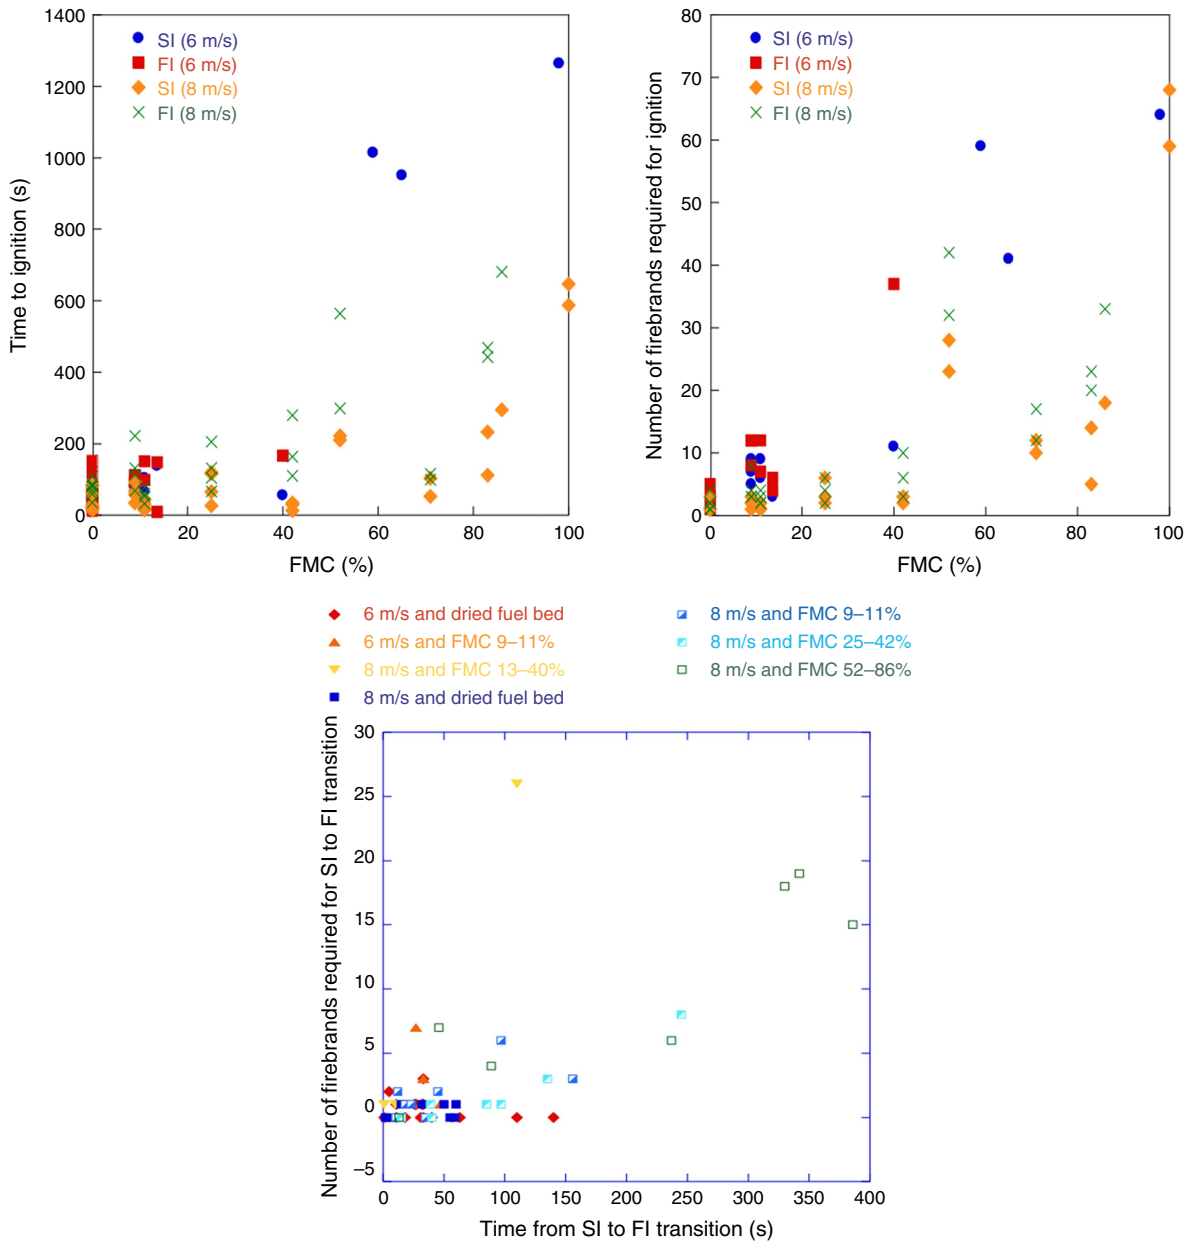 Time to ignition (s)
1400
1200
1000
800
600
400
200
0
SI (6 m/s)
FI (6 m/s)
SI (8 m/s)
FI (8 m/s)
0 20 40 60 80 100
FMC (%)
Number of firebrands required for ignition
80
70
60
50
40
30
20
10
0
SI (6 m/s)
FI (6 m/s)
SI (8 m/s)
FI (8 m/s)
0 20 40 60 80 100
FMC (%)
6 m/s and dried fuel bed
6 m/s and FMC 9–11%
8 m/s and FMC 13–40%
8 m/s and dried fuel bed
8 m/s and FMC 9–11%
8 m/s and FMC 25–42%
8 m/s and FMC 52–86%
Number of firebrands required for SI to FI transition
30
25
20
15
10
5
0
–5
0 50 100 150 200 250 300 350 400
Time from SI to FI transition (s)